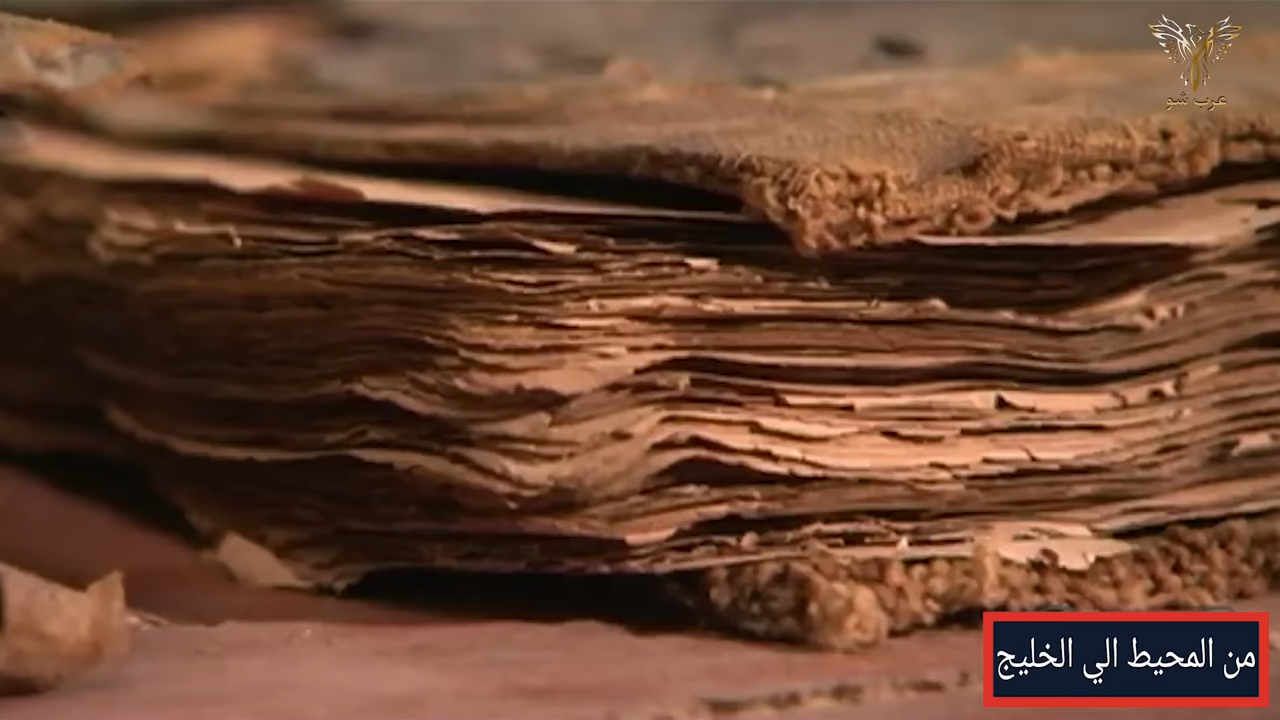 عرب شو
من المحيط الي الخليج